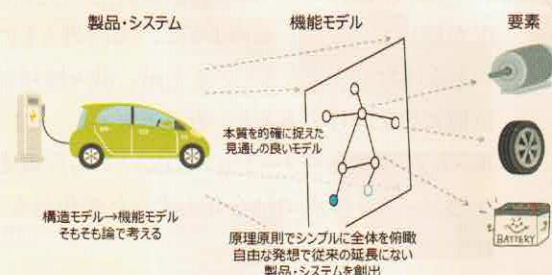 製品・システム
機能モデル
要素
本質を的確に捉えた
見通しの良いモデル
構造モデル→機能モデル
そもそも論で考える
原理原則でシンプルに全体を俯瞰
自由な発想で従来の延長にない
製品・システムを創出
BATTERY